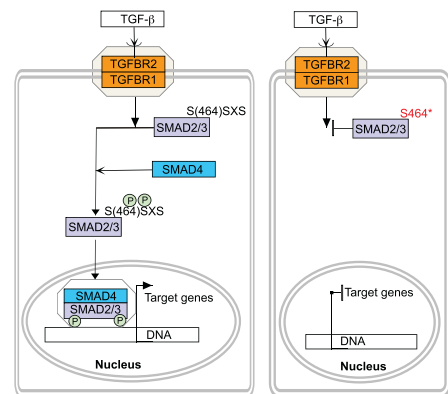 TGF-β
TGFBR2
TGFBR1
S(464)SXS
SMAD2/3
SMAD4
P P
S(464)SXS
SMAD2/3
SMAD4
SMAD2/3
P P
Target genes
DNA
Nucleus
TGF-β
TGFBR2
TGFBR1
S464*
SMAD2/3
Target genes
DNA
Nucleus